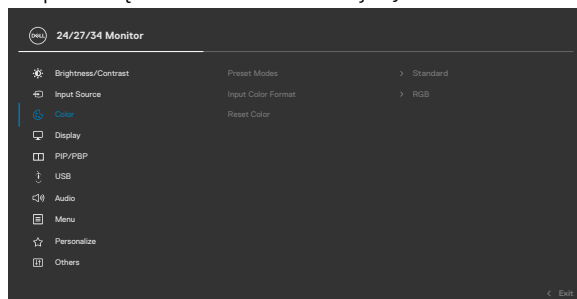 DELL 24/27/34 Monitor
Brightness/Contrast Preset Modes > Standard
Input Source Input Color Format > RGB
Color Reset Color
Display
PIP/PBP
USB
Audio
Menu
Personalize
Others
< Exit